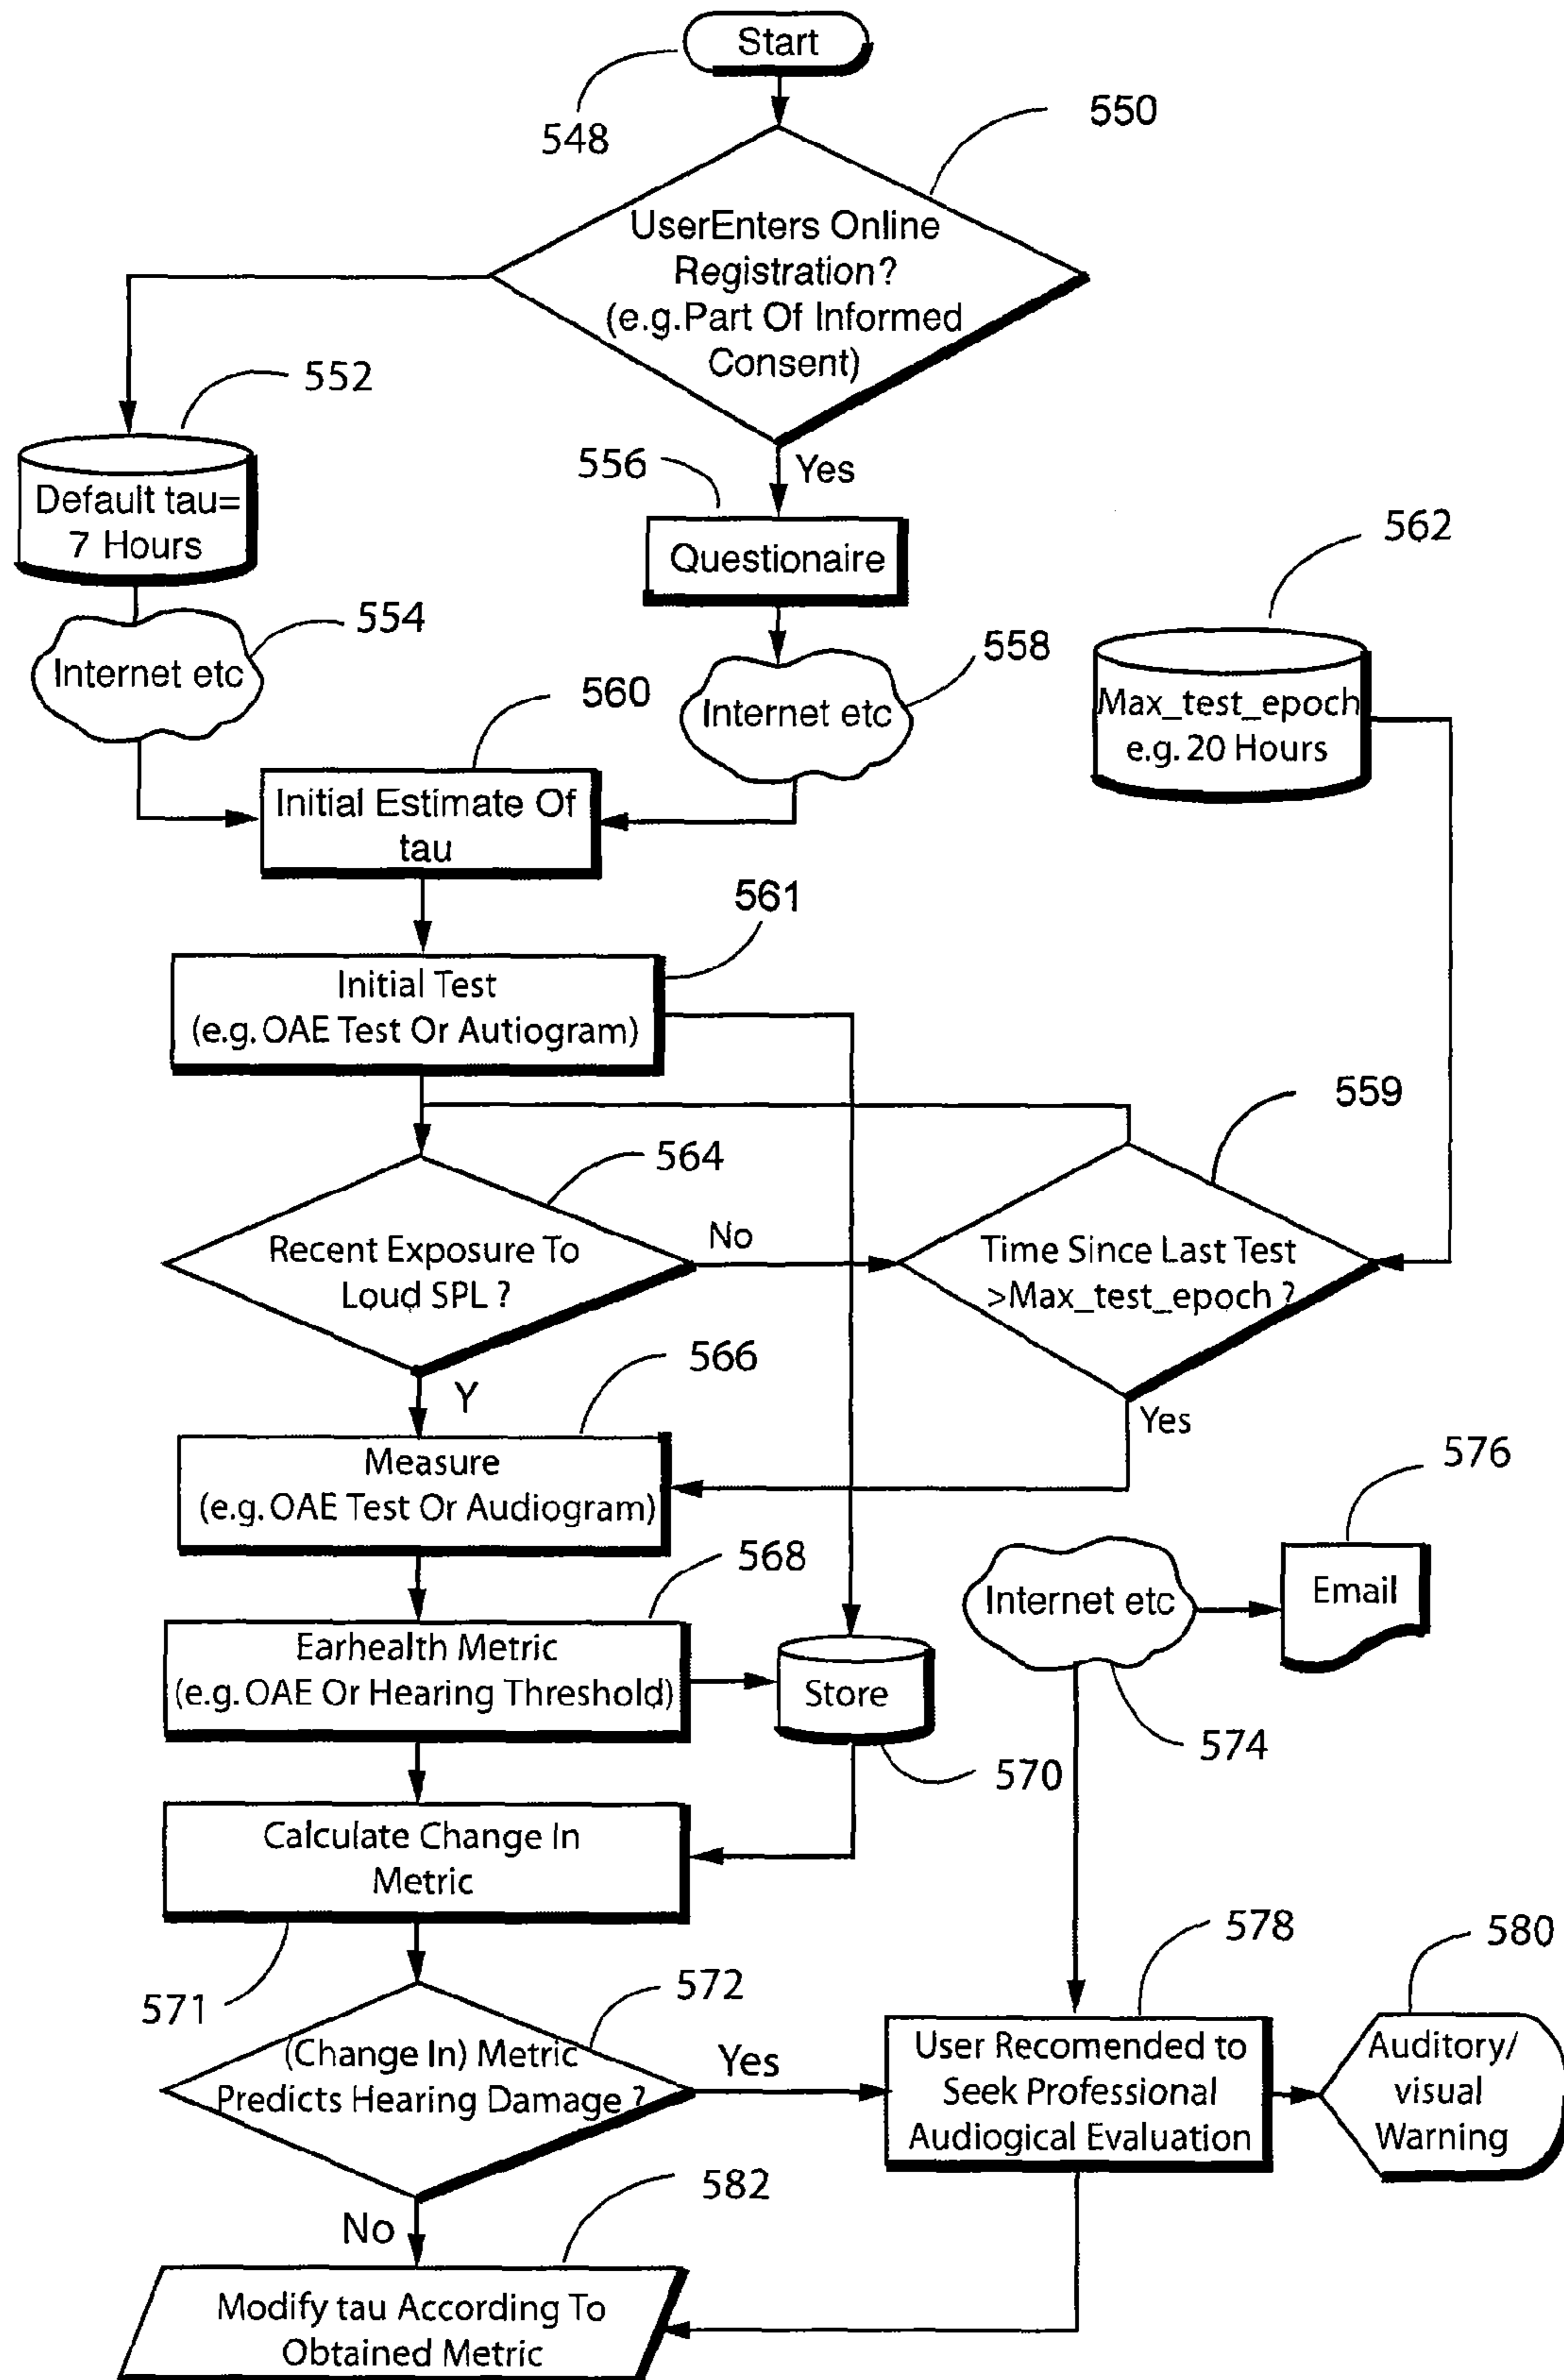 Start
548
550
UserEnters Online
Registration?
(e.g.Part Of Informed
Consent)
552
Default tau=
7 Hours
556
Yes
Questionaire
562
554
Internet etc
558
Internet etc
Max_test_epoch
e.g. 20 Hours
560
Initial Estimate Of
tau
561
Initial Test
(e.g. OAE Test Or Autiogram)
559
564
Recent Exposure To
Loud SPL ?
No
Time Since Last Test
>Max_test_epoch ?
566
Y
Yes
Measure
(e.g. OAE Test Or Audiogram)
576
568
Internet etc
Email
Earhealth Metric
(e.g. OAE Or Hearing Threshold)
Store
574
570
Calculate Change In
Metric
578
580
571
572
(Change In) Metric
Predicts Hearing Damage ?
Yes
User Recomended to
Seek Professional
Audiogical Evaluation
Auditory/
visual
Warning
582
No
Modify tau According To
Obtained Metric